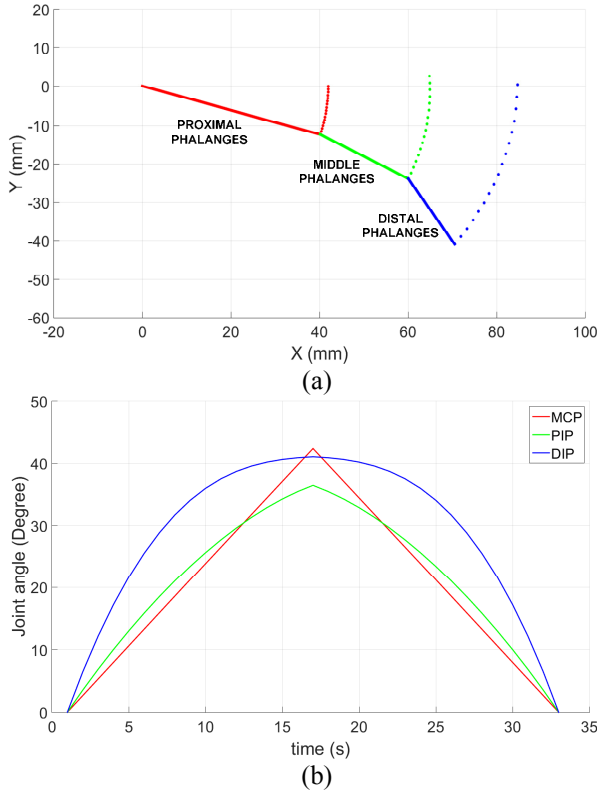 20
10
0
-10
-20
-30
-40
-50
-60
Y (mm)
PROXIMAL
PHALANGES
MIDDLE
PHALANGES
DISTAL
PHALANGES
-20 0 20 40 60 80 100
X (mm)
(a)
50
40
30
20
10
0
Joint angle (Degree)
MCP
PIP
DIP
0 5 10 15 20 25 30 35
time (s)
(b)